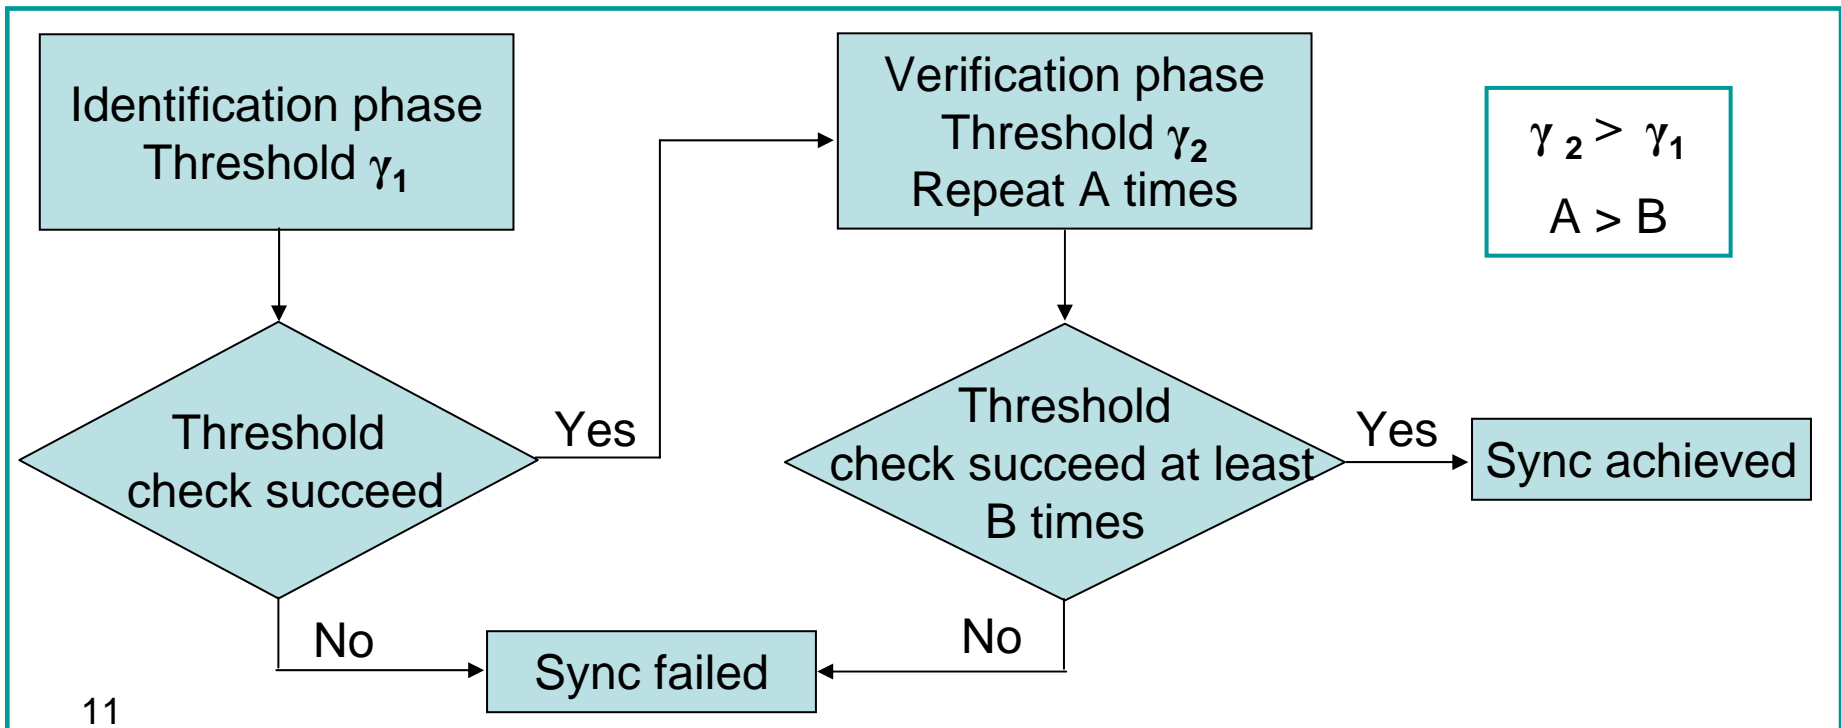 Identification phase
Threshold γ1
Verification phase
Threshold γ2
Repeat A times
γ 2 > γ1
A > B
Threshold
check succeed
Yes
Threshold
check succeed at least
B times
Yes
Sync achieved
No
Sync failed
No
11